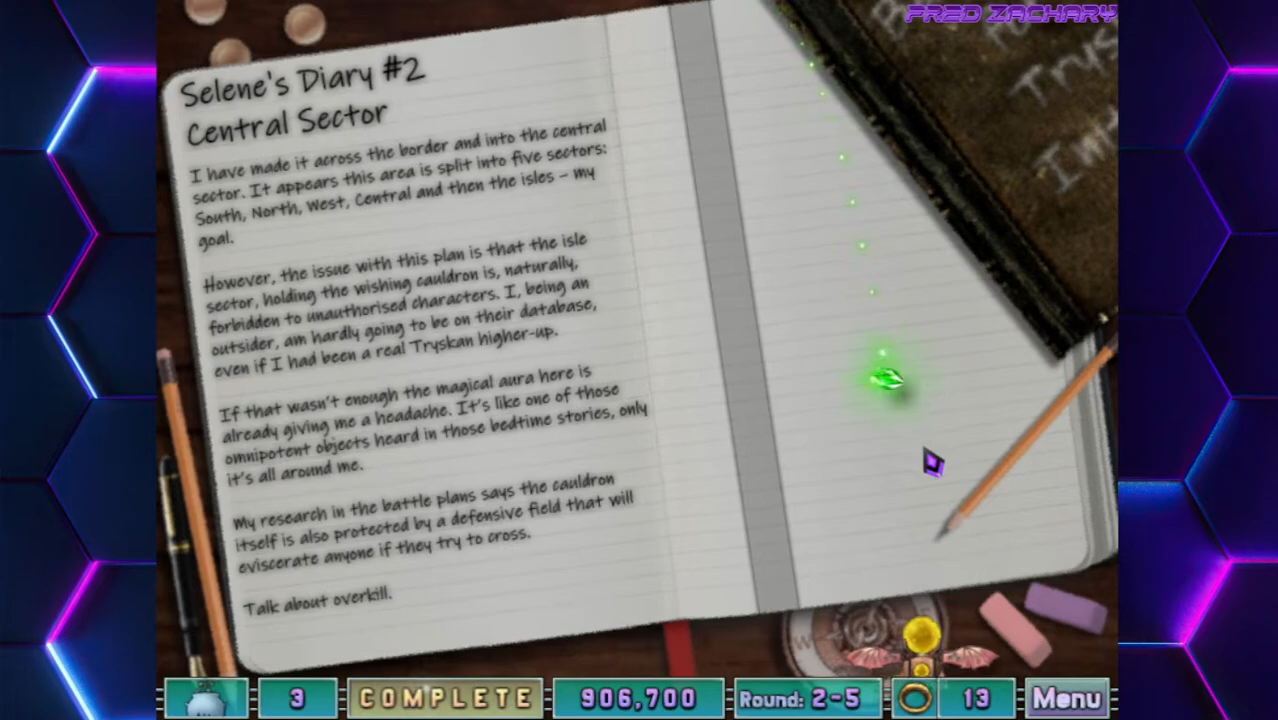 FRED ZACHARY
Selene's Diary #2
Central Sector
I have made it across the border and into the central
sector. It appears this area is split into five sectors:
South, North, West, Central and then the isles – my
goal.
However, the issue with this plan is that the isle
sector, holding the wishing cauldron is, naturally,
forbidden to unauthorised characters. I, being an
outsider, am hardly going to be on their database,
even if I had been a real Tryskan higher-up.
If that wasn't enough the magical aura here is
already giving me a headache. It's like one of those
omnipotent objects heard in those bedtime stories, only
it's all around me.
My research in the battle plans says the cauldron
itself is also protected by a defensive field that will
eviscerate anyone if they try to cross.
Talk about overkill.
W
3
COMPLETE
906,700
Round: 2-5
13
Menu